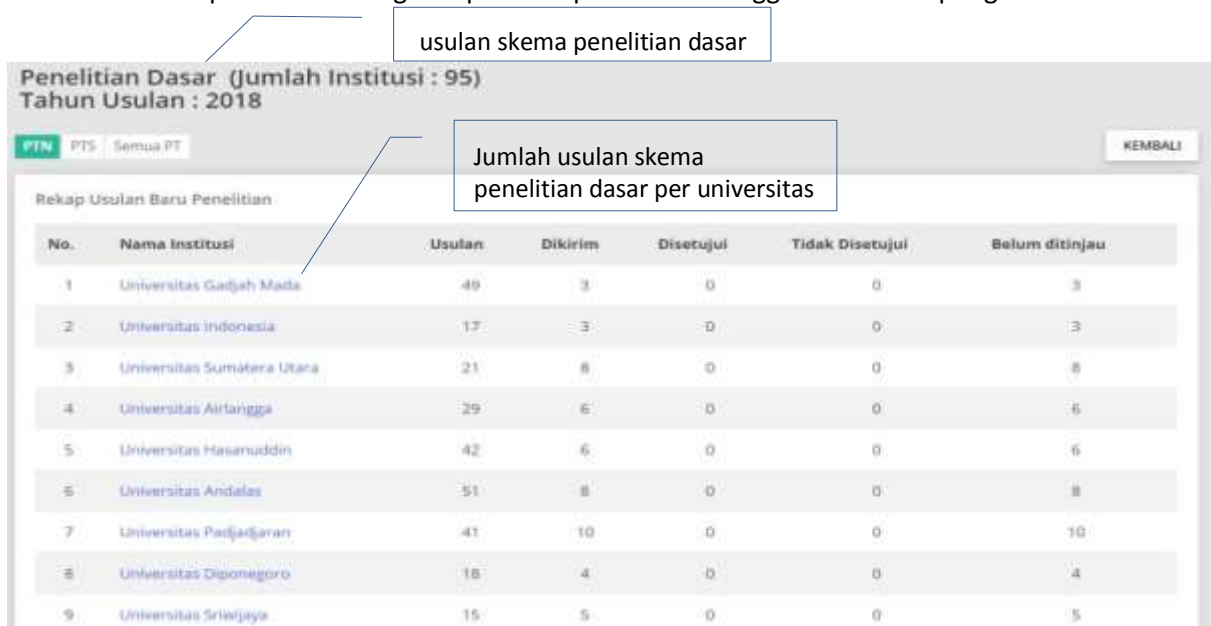 usulan skema penelitian dasar
Penelitian Dasar (Jumlah Institusi : 95)
Tahun Usulan : 2018
PTN PTS Semua PT
Jumlah usulan skema
penelitian dasar per universitas
KEMBALI
Rekap Usulan Baru Penelitian
No. Nama Institusi Usulan Dikirim Disetujui Tidak Disetujui Belum ditinjau
1 Universitas Gadjah Mada 49 3 0 0 3
2 Universitas Indonesia 17 3 0 0 3
3 Universitas Sumatera Utara 21 8 0 0 8
4 Universitas Airlangga 29 6 0 0 6
5 Universitas Hasanuddin 42 6 0 0 6
6 Universitas Andalas 51 8 0 0 8
7 Universitas Padjadjaran 41 10 0 0 10
8 Universitas Diponegoro 4 0 0 4
9 Universitas Sriwijaya 15 5 0 0 5